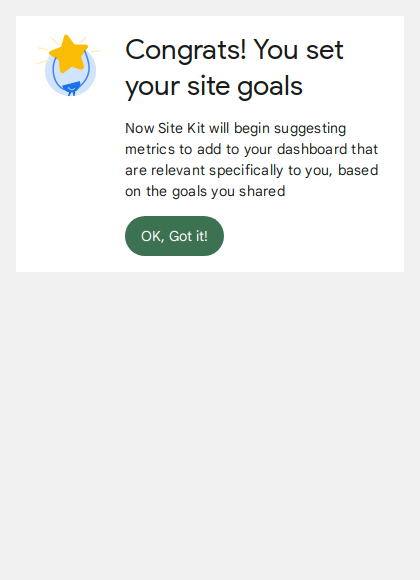 Congrats! You set
your site goals
Now Site Kit will begin suggesting
metrics to add to your dashboard that
are relevant specifically to you, based
on the goals you shared
OK, Got it!